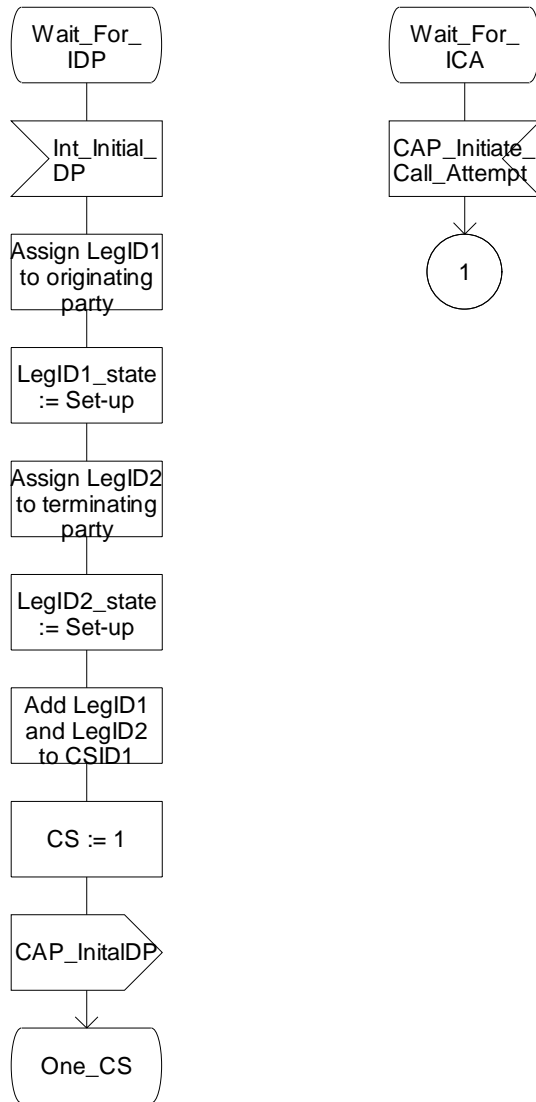 Wait_For_
IDP
Int_Initial_
DP
Assign LegID1
to originating
party
LegID1_state
:= Set-up
Assign LegID2
to terminating
party
LegID2_state
:= Set-up
Add LegID1
and LegID2
to CSID1
CS := 1
CAP_InitalDP
One_CS
Wait_For_
ICA
CAP_Initiate_
Call_Attempt
1